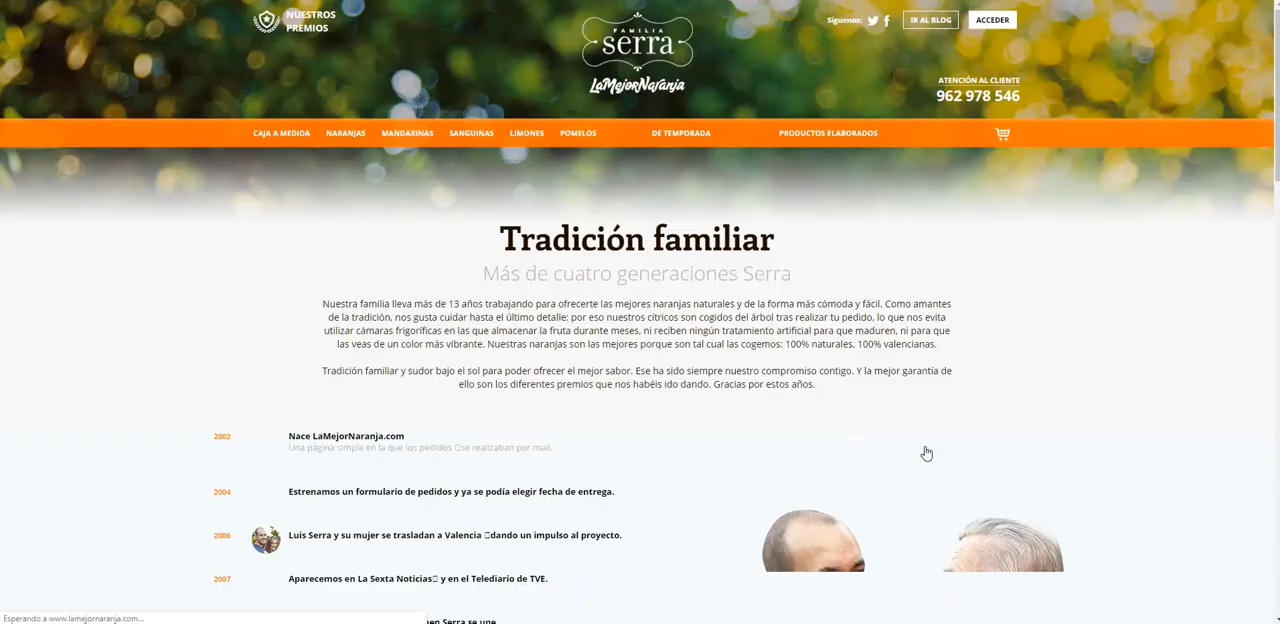 NUESTROS
PREMIOS
FAMILIA
serra
LaMejorNaranja
Síguenos:
IR AL BLOG
ACCEDER
ATENCIÓN AL CLIENTE
962 978 546
CAJA A MEDIDA NARANJAS MANDARINAS SANGUINAS LIMONES POMELOS DE TEMPORADA PRODUCTOS ELABORADOS
Tradición familiar
Más de cuatro generaciones Serra
Nuestra familia lleva más de 13 años trabajando para ofrecerte las mejores naranjas naturales y de la forma más cómoda y fácil. Como amantes
de la tradición, nos gusta cuidar hasta el último detalle: por eso nuestros cítricos son cogidos del árbol tras realizar tu pedido, lo que nos evita
utilizar cámaras frigoríficas en las que almacenar la fruta durante meses, ni reciben ningún tratamiento artificial para que maduren, ni para que
las veas de un color más vibrante. Nuestras naranjas son las mejores porque son tal cual las cogemos: 100% naturales, 100% valencianas.
Tradición familiar y sudor bajo el sol para poder ofrecer el mejor sabor. Ese ha sido siempre nuestro compromiso contigo. Y la mejor garantía de
ello son los diferentes premios que nos habéis ido dando. Gracias por estos años.
2002 Nace LaMejorNaranja.com
Una página simple en la que los pedidos se realizaban por mail.
2004 Estrenamos un formulario de pedidos y ya se podía elegir fecha de entrega.
2006 Luis Serra y su mujer se trasladan a Valencia dando un impulso al proyecto.
2007 Aparecemos en La Sexta Noticias y en el Telediario de TVE.
Serra se une
Esperando a www.lamejornaranja.com...